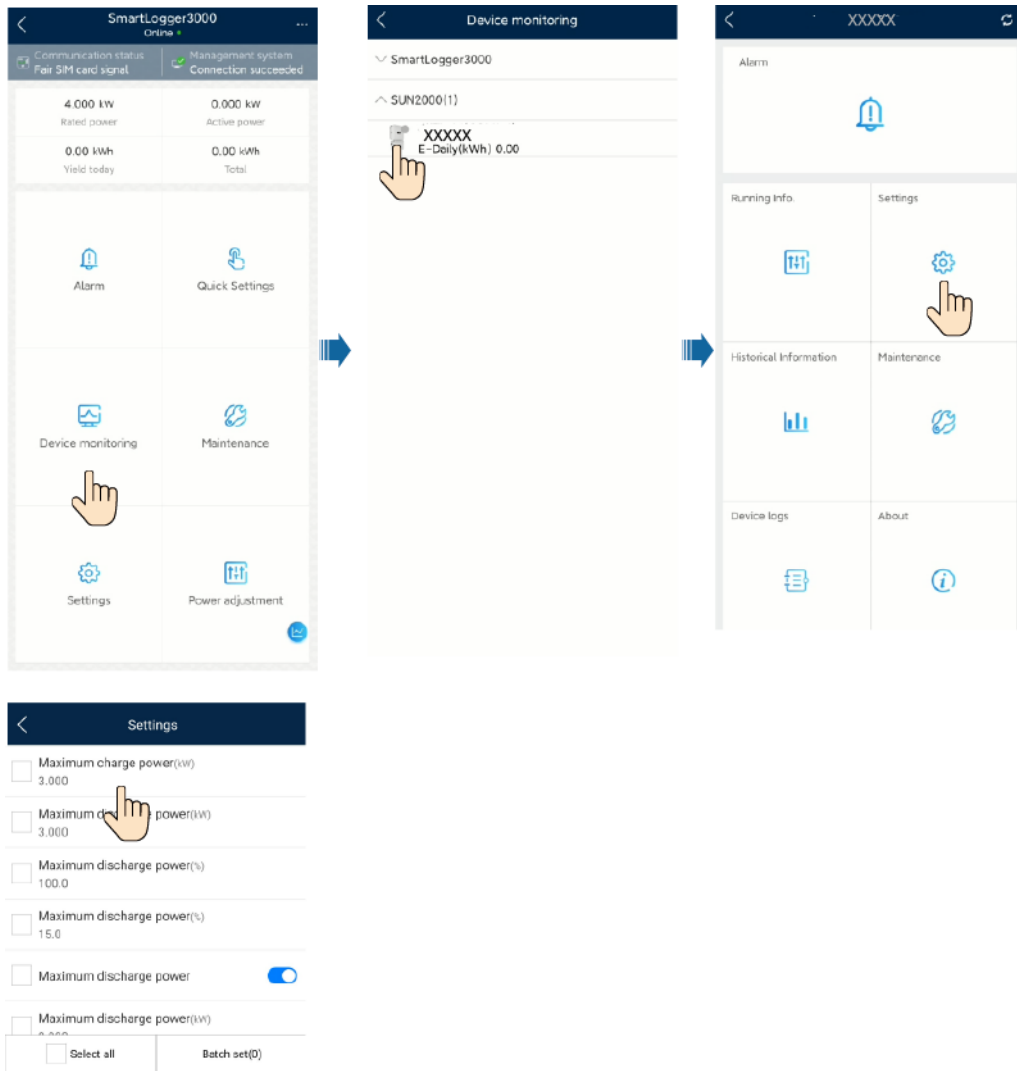 SmartLogger3000
...
Online
Communication status
Fair SIM card signal
Management system
Connection succeeded
4.000 kW
Rated power
0.000 kW
Active power
0.00 kWh
Yield today
0.00 kWh
Total
Alarm
Quick Settings
Device monitoring
Maintenance
Settings
Power adjustment
Device monitoring
SmartLogger3000
SUN2000(1)
XXXXX
E-Daily(kWh) 0.00
XXXXX
Alarm
Running Info.
Settings
Historical Information
Maintenance
Device logs
About
Settings
Maximum charge power(kW)
3.000
Maximum power(kW)
3.000
Maximum discharge power(%)
100.0
Maximum discharge power(%)
15.0
Maximum discharge power
Maximum discharge power(kW)
Select all
Batch set(0)